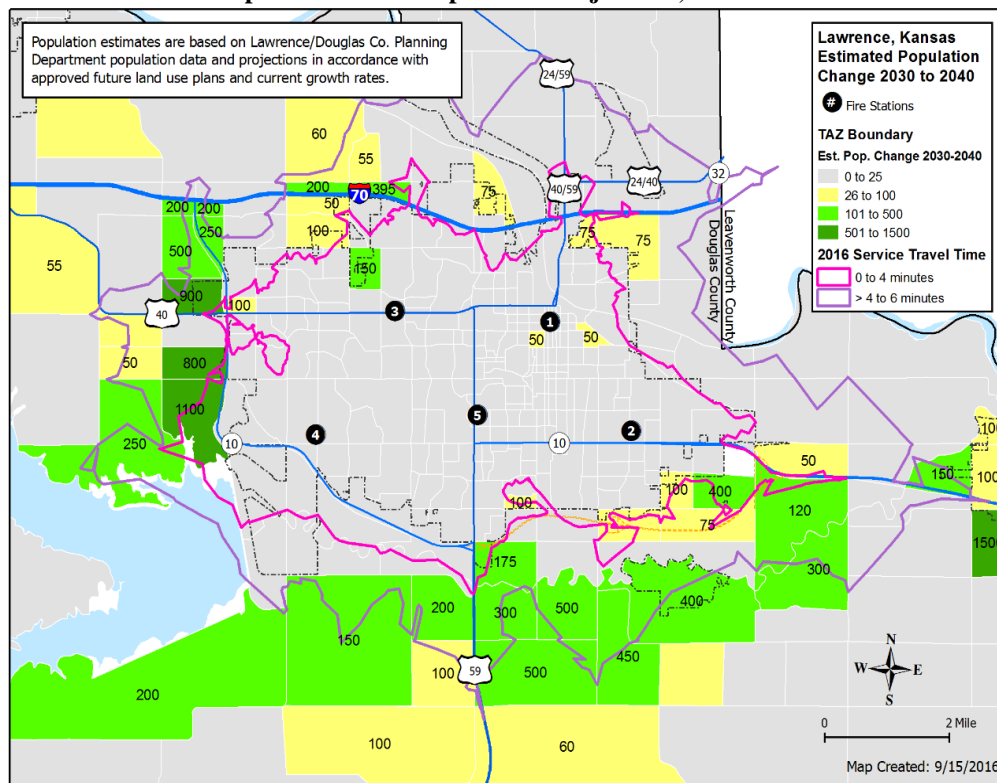 Population estimates are based on Lawrence/Douglas Co. Planning
Department population data and projections in accordance with
approved future land use plans and current growth rates.
Lawrence, Kansas
Estimated Population
Change 2030 to 2040
# Fire Stations
TAZ Boundary
Est. Pop. Change 2030-2040
0 to 25
26 to 100
101 to 500
501 to 1500
2016 Service Travel Time
0 to 4 minutes
> 4 to 6 minutes
24/59
60
55
32
200
395
70
75
40/59
24/40
200
200
50
250
100
75
75
Leavenworth County
Douglas County
500
150
55
900
100
40
3
1
50
50
50
800
1100
5
250
10
4
10
2
100
50
100
150
100
100
100
400
120
75
1500
175
300
400
200
300
500
150
450
59
100
500
200
100
60
N
W
E
S
0
2 Mile
Map Created: 9/15/2016